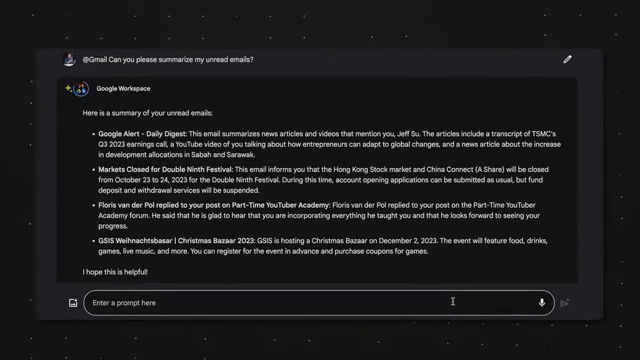 @Gmail Can you please summarize my unread emails?
Google Workspace
Here is a summary of your unread emails:
• Google Alert - Daily Digest: This email summarizes news articles and videos that mention you, Jeff Su. The articles include a transcript of TSMC's
Q3 2023 earnings call, a YouTube video of you talking about how entrepreneurs can adapt to global changes, and a news article about the
increase in development allocations in Sabah and Sarawak.
• Markets Closed for Double Ninth Festival: This email informs you that the Hong Kong Stock market and China Connect (A Share) will be closed
from October 23 to 24, 2023 for the Double Ninth Festival. During this time, account opening applications can be submitted as usual, but fund
deposit and withdrawal services will be suspended.
• Floris van der Pol replied to your post on Part-Time YouTuber Academy: Floris van der Pol replied to your post on the Part-Time YouTuber
Academy forum. He said that he is glad to hear that you are incorporating everything he taught you and that he looks forward to seeing your
progress.
• GSIS Weihnachtsbasar | Christmas Bazaar 2023: GSIS is hosting a Christmas Bazaar on December 2, 2023. The event will feature food, drinks,
games, live music, and more. You can register for the event in advance and purchase coupons for games.
I hope this is helpful!
Enter a prompt here